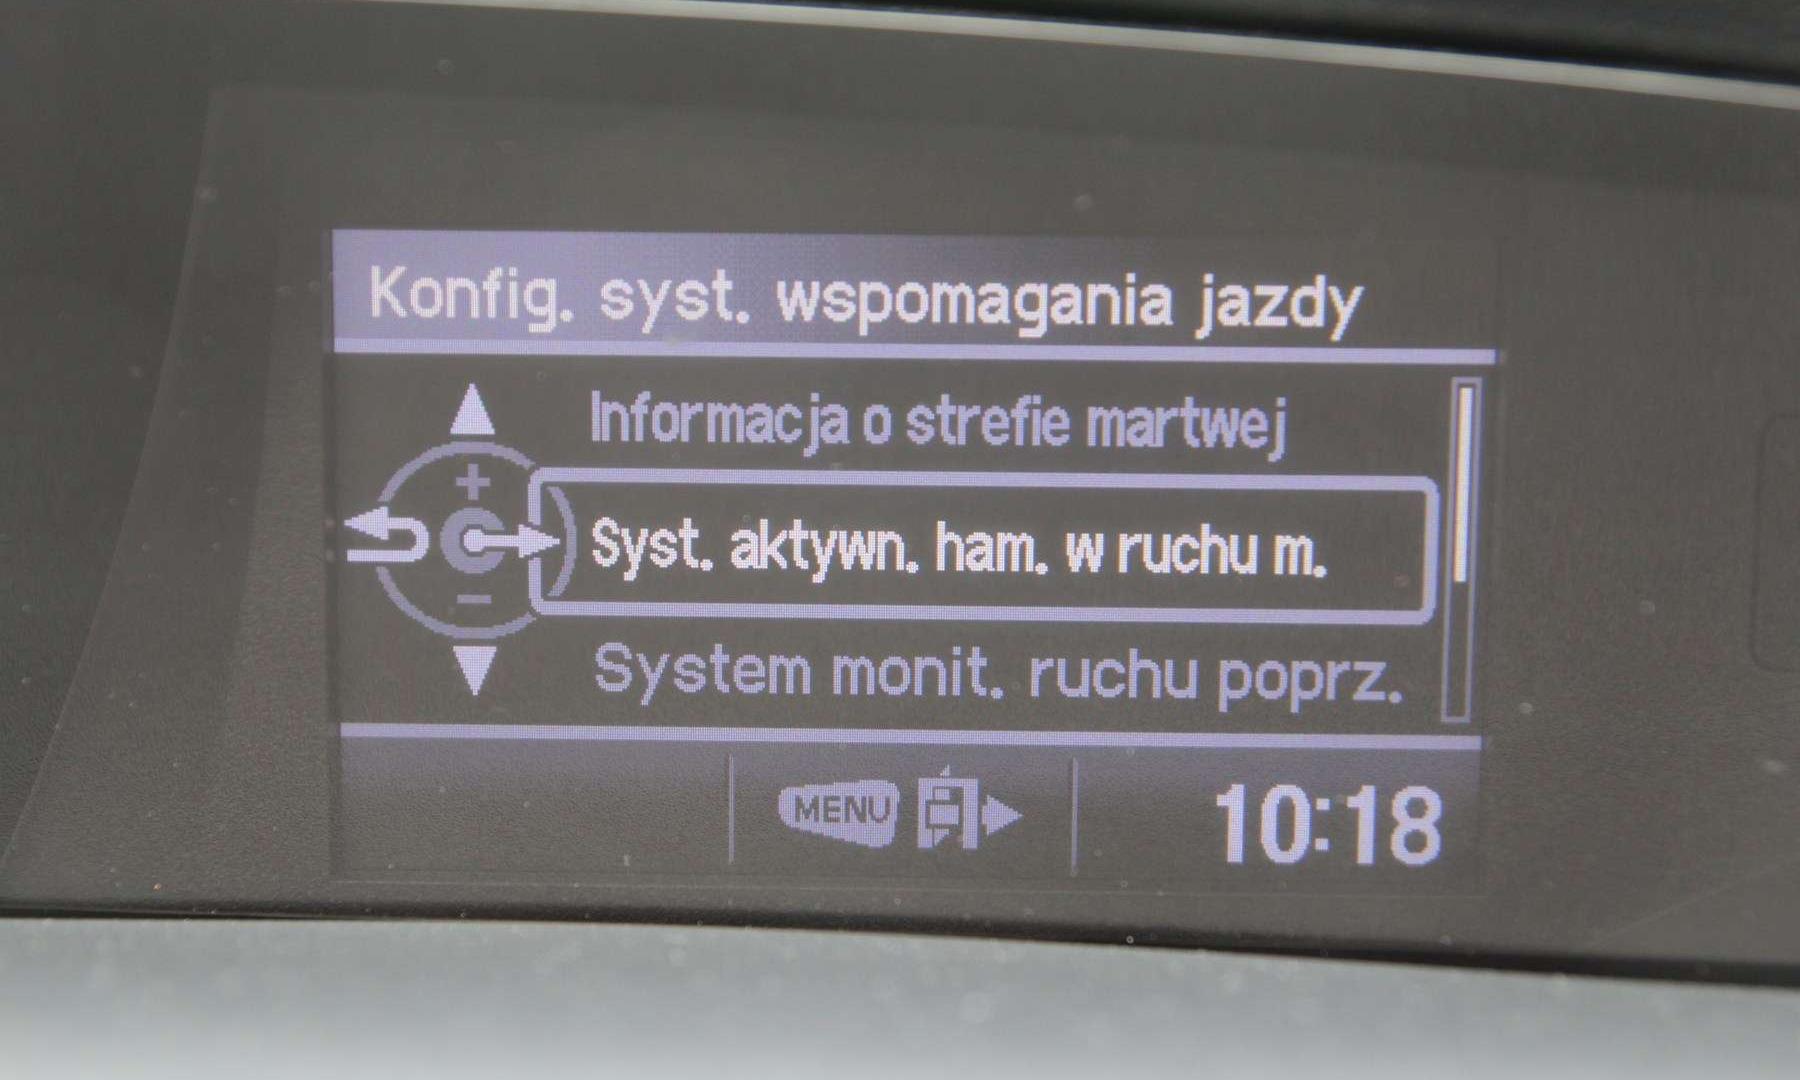 Konfig. syst. wspomagania jazdy
Informacja o strefie martwej
+
Syst. aktywn. ham. w ruchu m.
−
System monit. ruchu poprz.
MENU 10:18